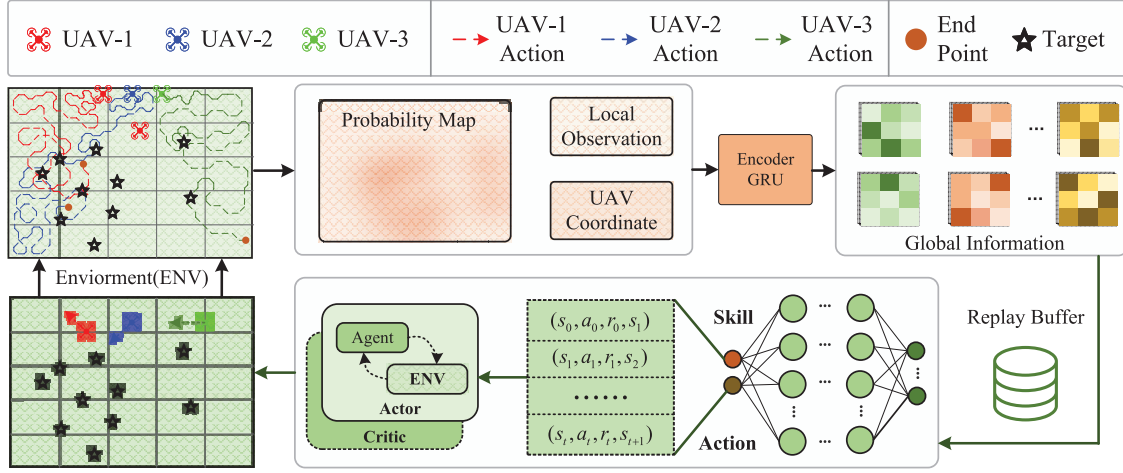 UAV-1
UAV-2
UAV-3
UAV-1
Action
UAV-2
Action
UAV-3
Action
End
Point
Target
Probability Map
Local
Observation
UAV
Coordinate
Encoder
GRU
...
...
Global Information
Enviorment(ENV)
Agent
ENV
Actor
Critic
(s₀, a₀, r₀, s₁)
(s₁, a₁, r₁, s₂)
......
(sₜ, aₜ, rₜ, sₜ₊₁)
Skill
Action
...
...
...
...
Replay Buffer